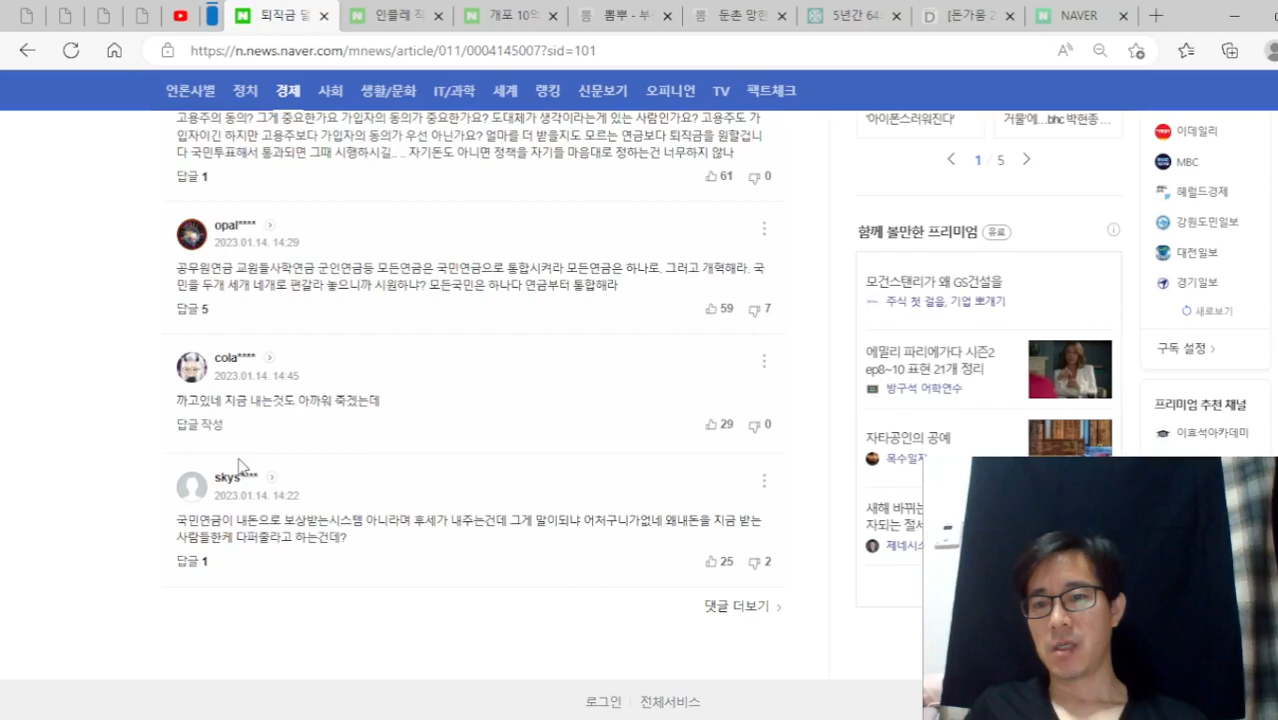 퇴직금 달
인플레 직
개포 10억
뽐뿌 - 부
둔촌 망한
5년간 64
[돈가울 2
NAVER
https://n.news.naver.com/mnews/article/011/0004145007?sid=101
언론사별 정치 경제 사회 생활/문화 IT/과학 세계 랭킹 신문보기 오피니언 TV 팩트체크
고용주의 동의? 그게 중요한가요 가입자의 동의가 중요한가요? 도대체가 생각이라는게 있는 사람인가요? 고용주도 가
입자이긴 하지만 고용주보다 가입자의 동의가 우선 아닌가요? 얼마를 더 받을지도 모르는 연금보다 퇴직금을 원할겁니
다 국민투표해서 통과되면 그때 시행하시길.. .. 자기돈도 아니면 정책을 자기를 마음대로 정하는건 너무하지 않나
답글 1
61 0
opal****
2023.01.14. 14:29
공무원연금 교원들사학연금 군인연금등 모든연금은 국민연금으로 통합시켜라 모든연금은 하나로, 그러고 개혁해라. 국
민을 두개 세개 네개로 편갈라 놓으니까 시원하냐? 모든국민은 하나다 연금부터 통합해라
답글 5
59 7
cola****
2023.01.14. 14:45
까고있네 지금 내는것도 아까워 죽겠는데
답글 작성
29 0
skys****
2023.01.14. 14:22
국민연금이 내돈으로 보상받는시스템 아니라며 후세가 내주는건데 그게 말이되냐 어처구니가없네 왜내돈을 지금 받는
사람들한케 다퍼줄라고 하는건데?
답글 1
25 2
댓글 더보기
로그인 전체서비스
'아이폰스러워진다'
거울'에...bhc 박현종 ...
1 / 5
함께 볼만한 프리미엄 유료
모건스탠리가 왜 GS건설을
주식 첫 걸음, 기업 뽀개기
에밀리 파리에가다 시즌2
ep8~10 표현 21개 정리
방구석 어학연수
자타공인의 공예
목수일지
새해 바뀌는
자되는 절세
제네시스
이데일리
MBC
헤럴드경제
강원도민일보
대전일보
경기일보
새로보기
구독 설정
프리미엄 추천 채널
이효석아카데미